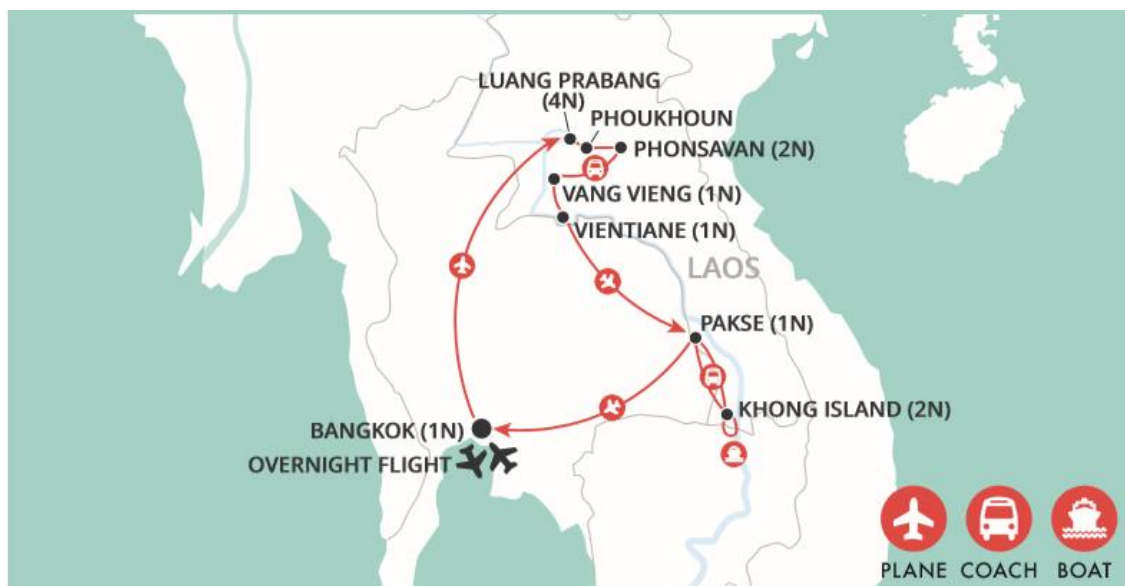 LUANG PRABANG
(4N)
PHOUKHOUN
PHONSAVAN (2N)
VANG VIENG (1N)
VIENTIANE (1N)
LAOS
PAKSE (1N)
KHONG ISLAND (2N)
BANGKOK (1N)
OVERNIGHT FLIGHT
PLANE COACH BOAT